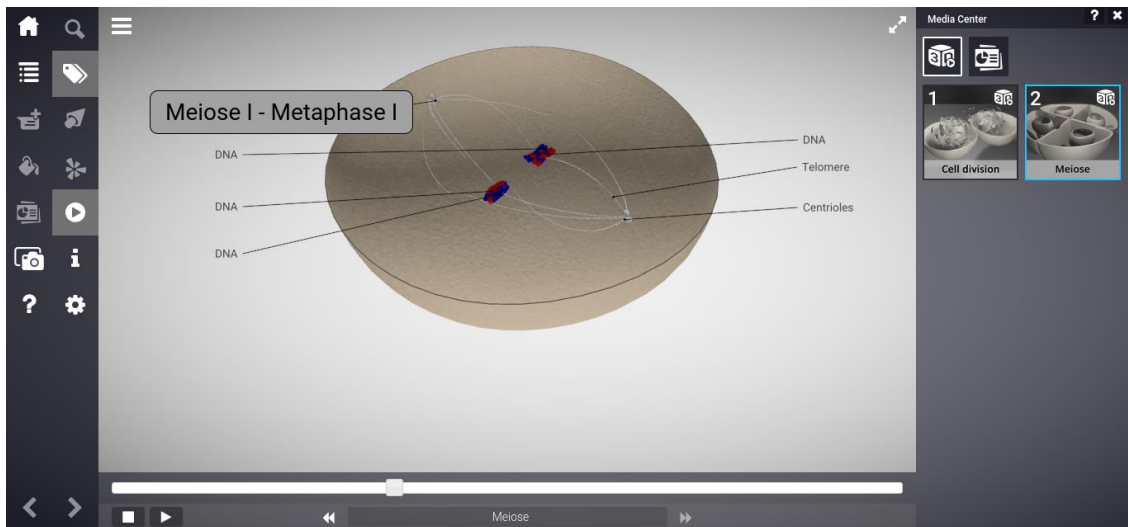 Media Center
? ×
Meiose I - Metaphase I
DNA
DNA
DNA
DNA
Telomere
Centrioles
1
2
Cell division
Meiose
i
?
Meiose